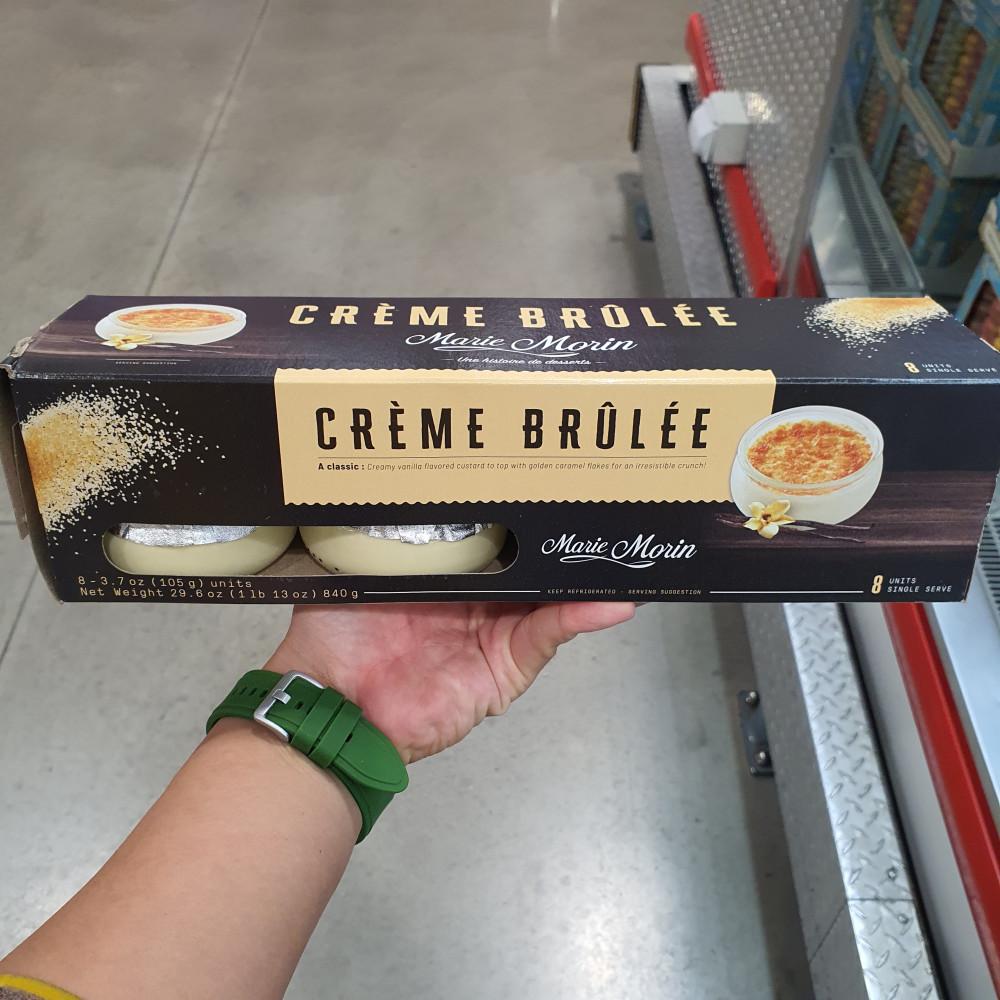 CRÈME BRÛLÉE
Marie Morin
Une histoire de desserts
SERVING SUGGESTION
8 UNITS
SINGLE SERVE
CRÈME BRÛLÉE
A classic : Creamy vanilla flavored custard to top with golden caramel flakes for an irresistible crunch!
Marie Morin
8 - 3.7 oz (105 g) units
Net Weight 29.6 oz (1 lb 13 oz) 840 g
KEEP REFRIGERATED - SERVING SUGGESTION
8 UNITS
SINGLE SERVE